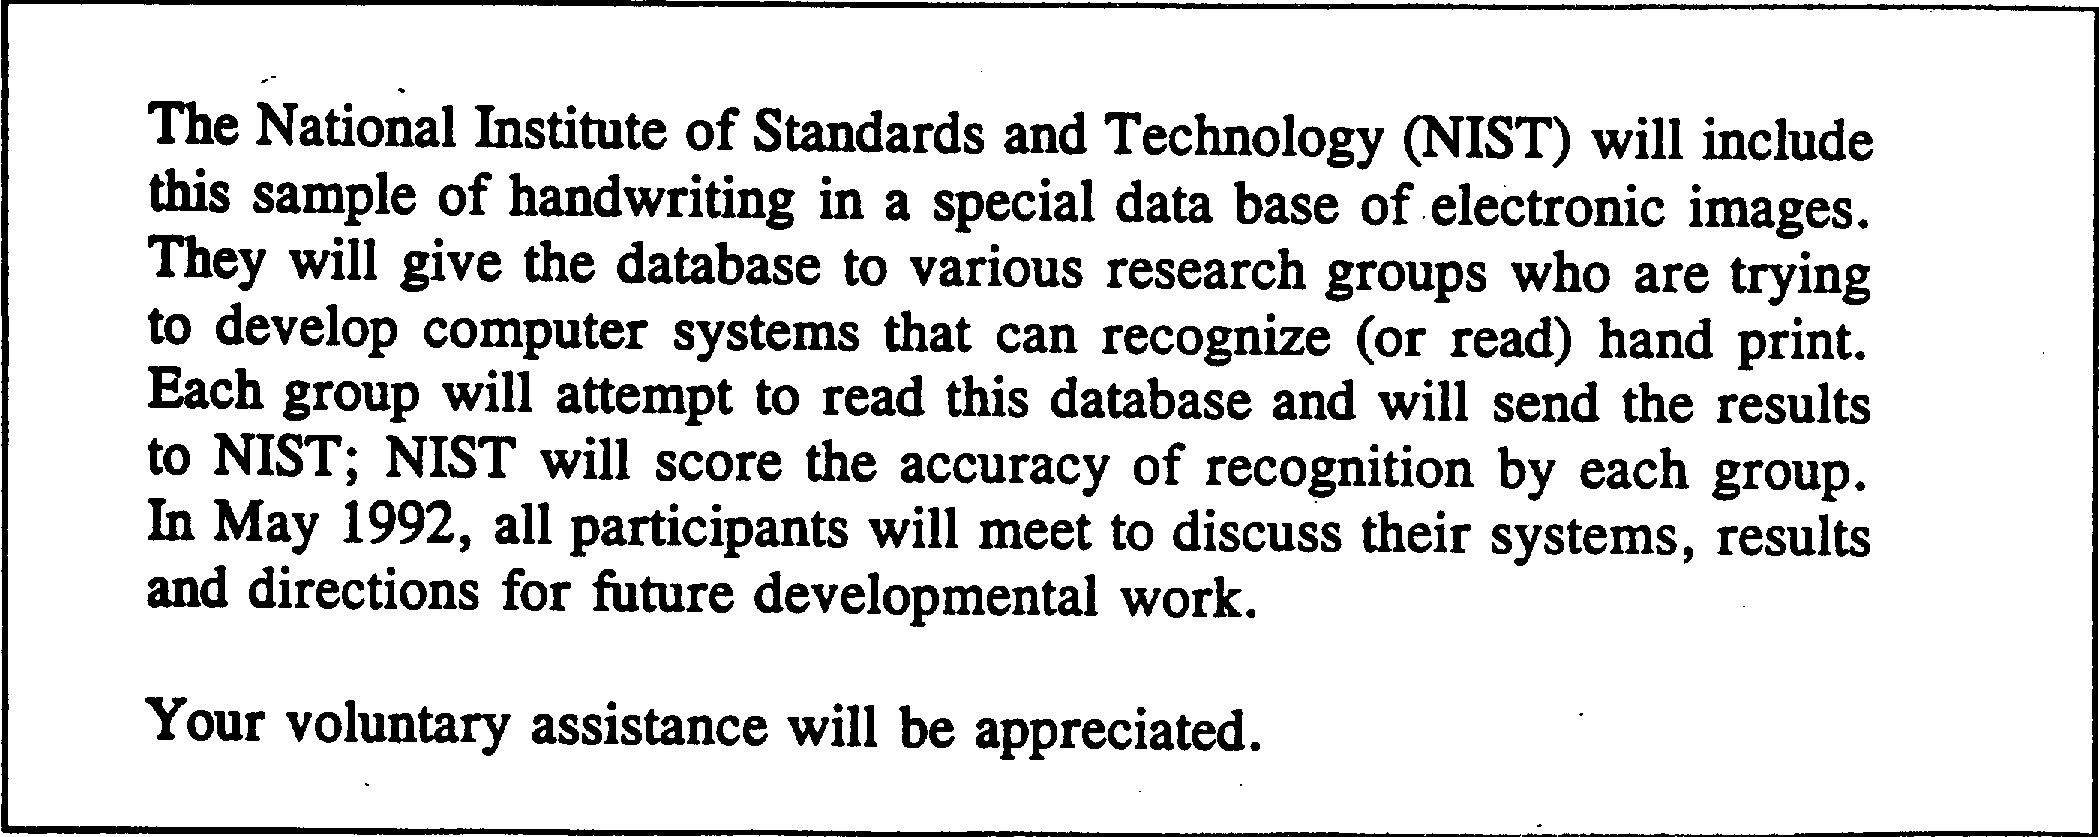 The National Institute of Standards and Technology (NIST) will include
this sample of handwriting in a special data base of electronic images.
They will give the database to various research groups who are trying
to develop computer systems that can recognize (or read) hand print.
Each group will attempt to read this database and will send the results
to NIST; NIST will score the accuracy of recognition by each group.
In May 1992, all participants will meet to discuss their systems, results
and directions for future developmental work.
Your voluntary assistance will be appreciated.